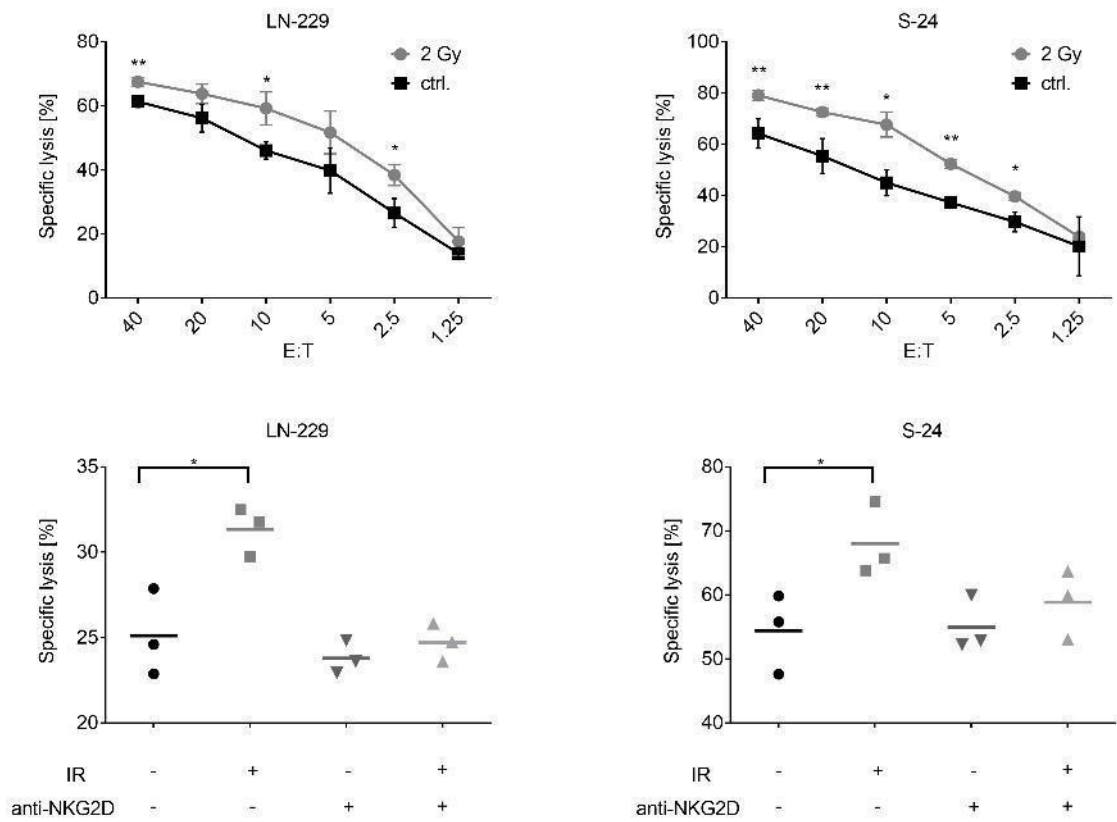 LN-229
80
60
40
20
0
Specific lysis [%]
** * *
2 Gy
ctrl.
40 20 10 5 2.5 1.25
E:T
S-24
100
80
60
40
20
0
Specific lysis [%]
** ** * ** *
2 Gy
ctrl.
40 20 10 5 2.5 1.25
E:T
LN-229
35
30
25
20
Specific lysis [%]
*
IR - + - +
anti-NKG2D - - + +
S-24
80
70
60
50
40
Specific lysis [%]
*
- + - +
- - + +